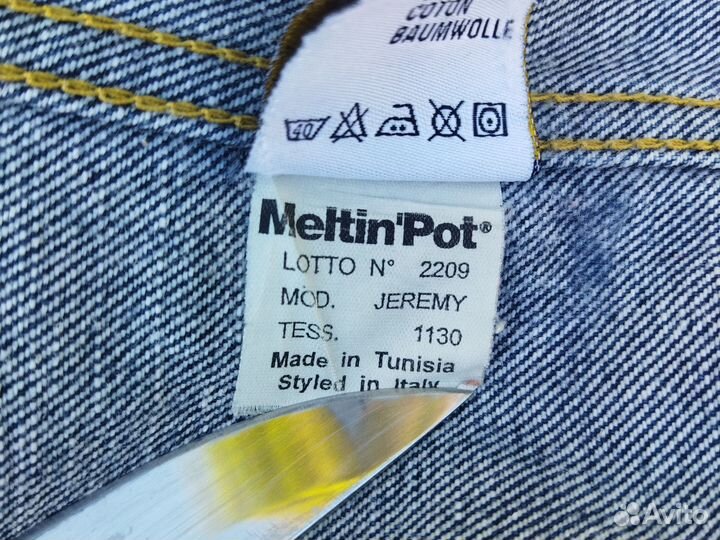 COTON
BAUMWOLLE
40
Meltin'Pot®
LOTTO N° 2209
MOD. JEREMY
TESS. 1130
Made in Tunisia
Styled in Italy
Avito